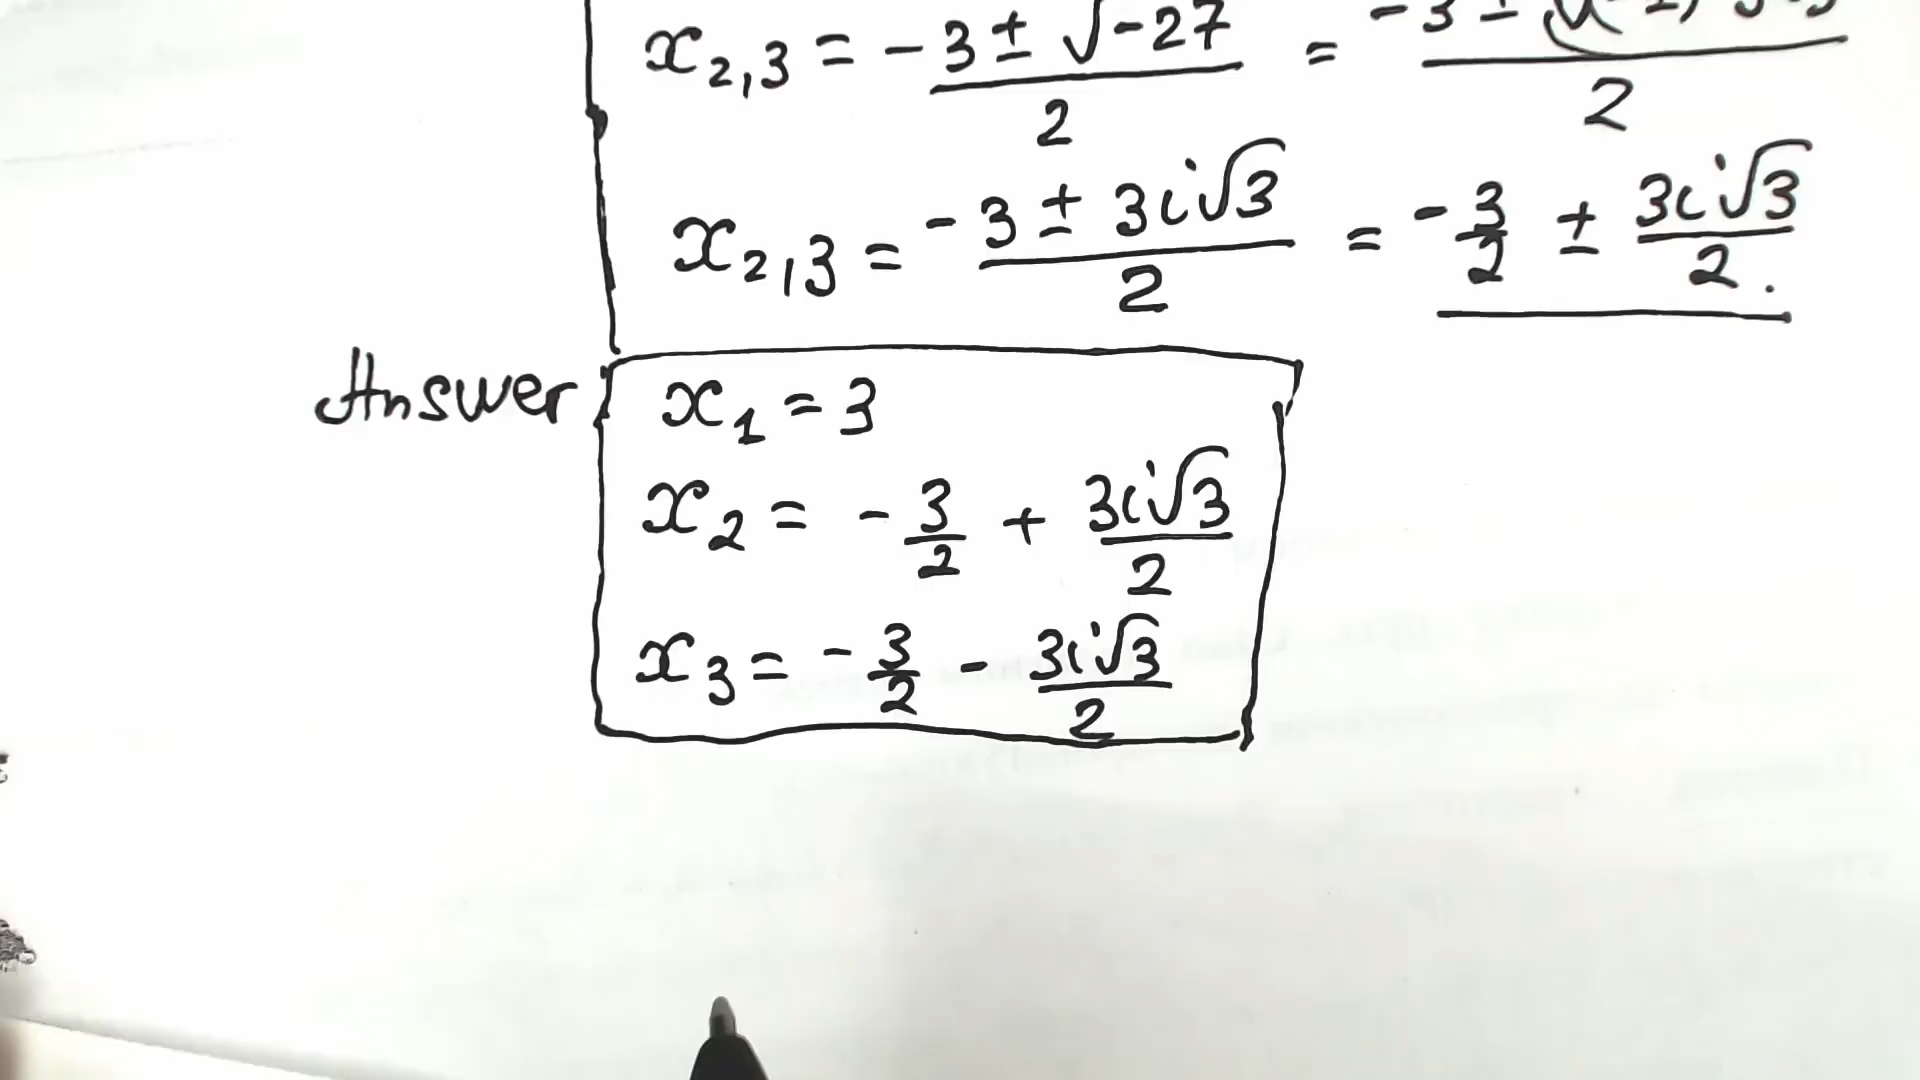 x₂,₃ = -3 ± √-27 / 2 = -3 ± √ / 2
x₂,₃ = -3 ± 3i√3 / 2 = -3/2 ± 3i√3 / 2.
Answer
x₁ = 3
x₂ = -3/2 + 3i√3 / 2
x₃ = -3/2 - 3i√3 / 2